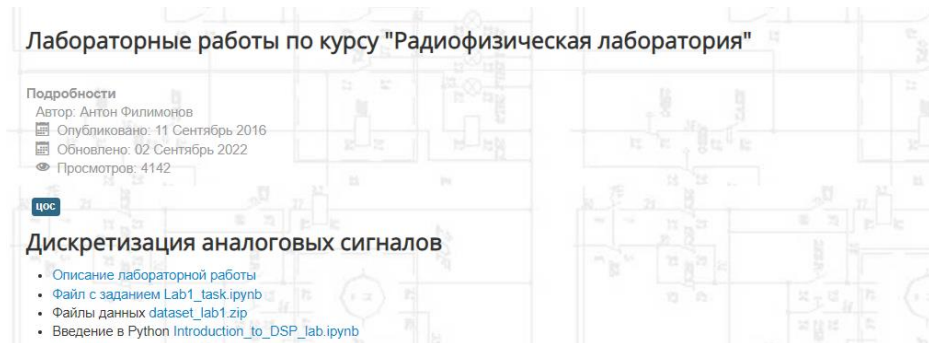 Лабораторные работы по курсу "Радиофизическая лаборатория"
Подробности
Автор: Антон Филимонов
Опубликовано: 11 Сентябрь 2016
Обновлено: 02 Сентябрь 2022
Просмотров: 4142
цос
Дискретизация аналоговых сигналов
Описание лабораторной работы
Файл с заданием Lab1_task.ipynb
Файлы данных dataset_lab1.zip
Введение в Python Introduction_to_DSP_lab.ipynb